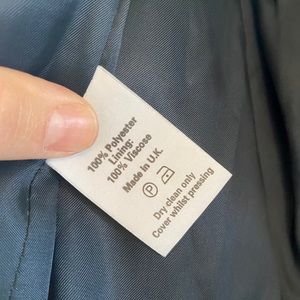 100% Polyester
Lining:
100% Viscose
Made in U.K.
P
Dry clean only
Cover whilst pressing